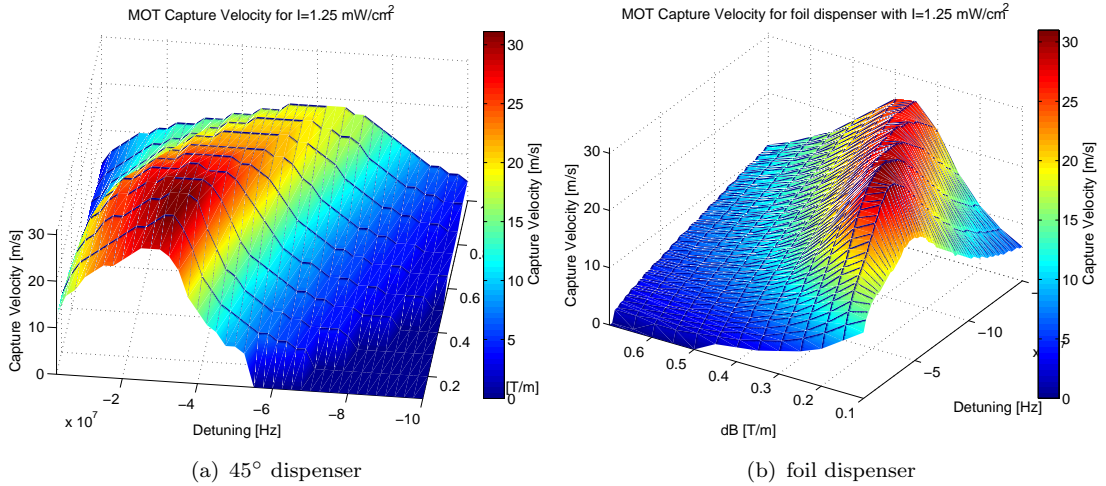 MOT Capture Velocity for I=1.25 mW/cm²
Capture Velocity [m/s]
30
20
10
0
x 10⁷
−2
−4
−6
−8
−10
Detuning [Hz]
0.2
0.4
0.6
0.8
[T/m]
30
25
20
15
10
5
0
Capture Velocity [m/s]
(a) 45° dispenser
MOT Capture Velocity for foil dispenser with I=1.25 mW/cm²
Capture Velocity [m/s]
30
20
10
0
0.6
0.5
0.4
0.3
0.2
0.1
dB [T/m]
−5
−10
x
Detuning [Hz]
30
25
20
15
10
5
0
Capture Velocity [m/s]
(b) foil dispenser